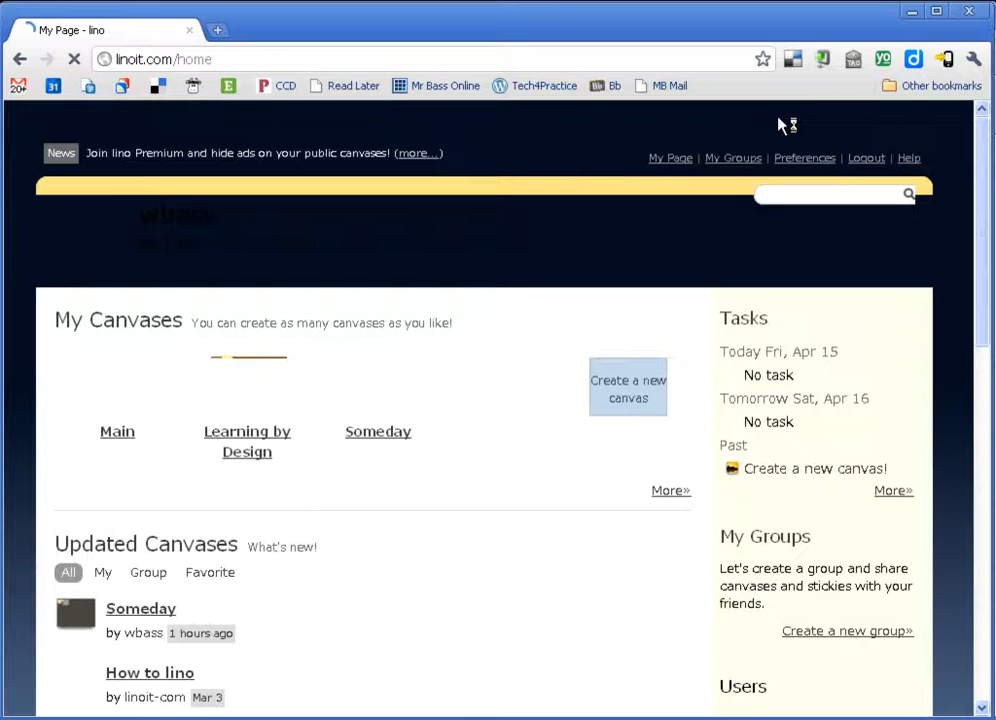 My Page - lino
linoit.com/home
20+
31
CCD
Read Later
Mr Bass Online
Tech4Practice
Bb
MB Mail
Other bookmarks
News Join lino Premium and hide ads on your public canvases! (more...)
My Page | My Groups | Preferences | Logout | Help
wbass
My Canvases You can create as many canvases as you like!
Create a new
canvas
Main
Learning by
Design
Someday
More»
Updated Canvases What's new!
All My Group Favorite
Someday
by wbass 1 hours ago
How to lino
by linoit-com Mar 3
Tasks
Today Fri, Apr 15
No task
Tomorrow Sat, Apr 16
No task
Past
Create a new canvas!
More»
My Groups
Let's create a group and share
canvases and stickies with your
friends.
Create a new group»
Users